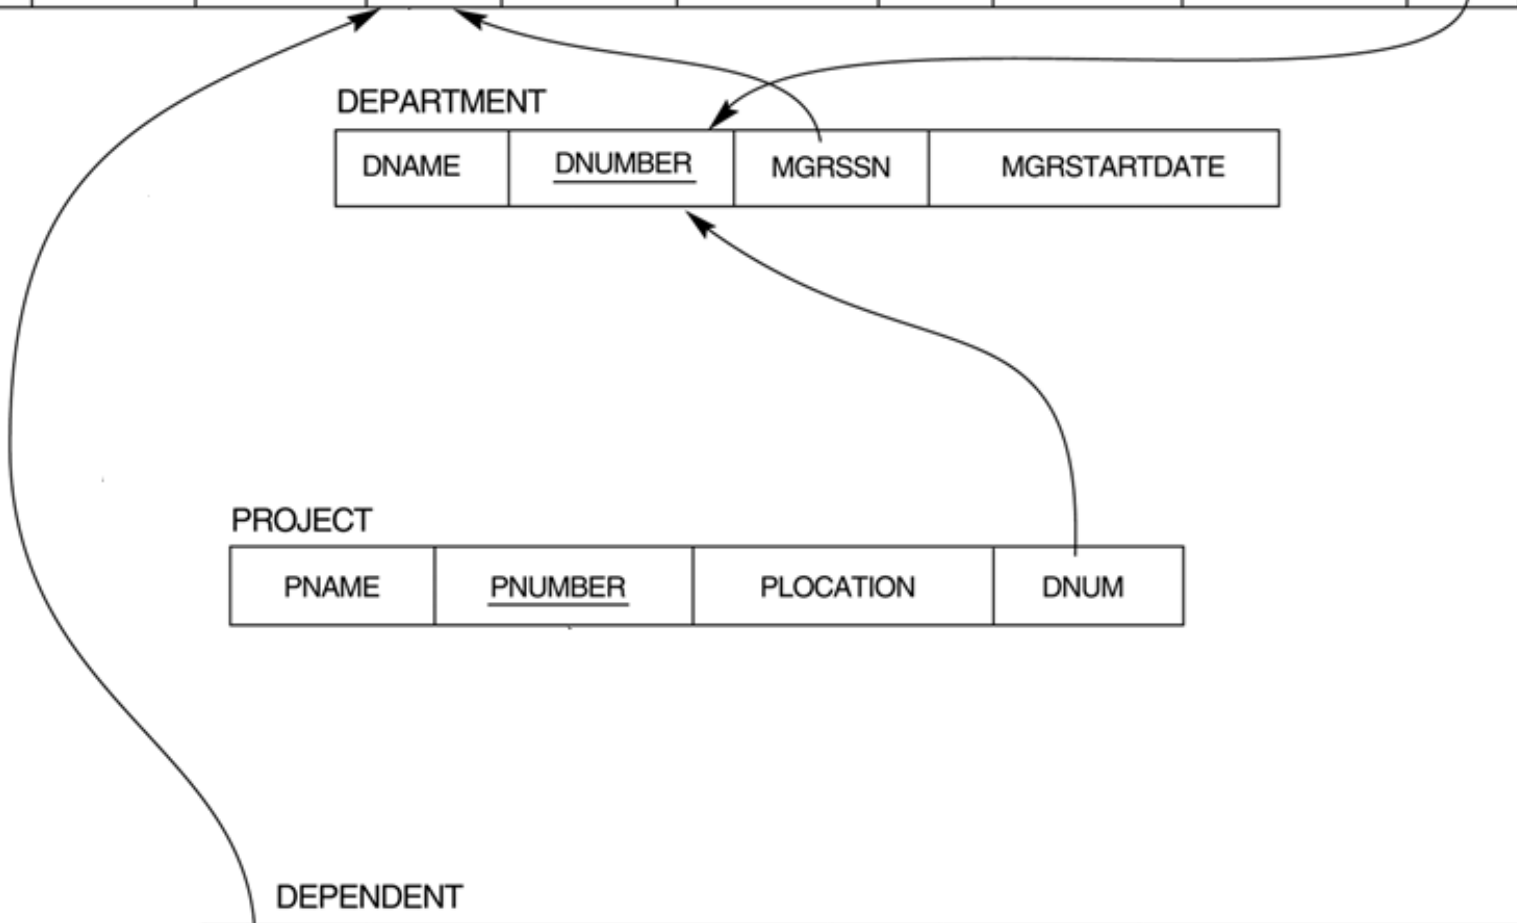 DEPARTMENT
DNAME DNUMBER MGRSSN MGRSTARTDATE
PROJECT
PNAME PNUMBER PLOCATION DNUM
DEPENDENT